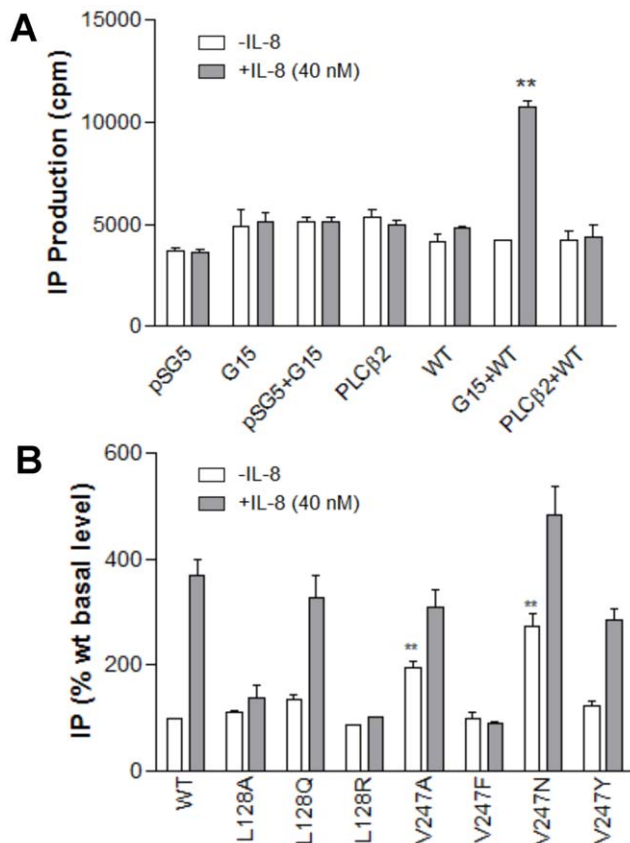 A
-IL-8
+IL-8 (40 nM)
**
IP Production (cpm)
15000
10000
5000
0
pSG5
G15
pSG5+G15
PLCβ2
WT
G15+WT
PLCβ2+WT
B
-IL-8
+IL-8 (40 nM)
**
**
IP (% wt basal level)
600
400
200
0
WT
L128A
L128Q
L128R
V247A
V247F
V247N
V247Y